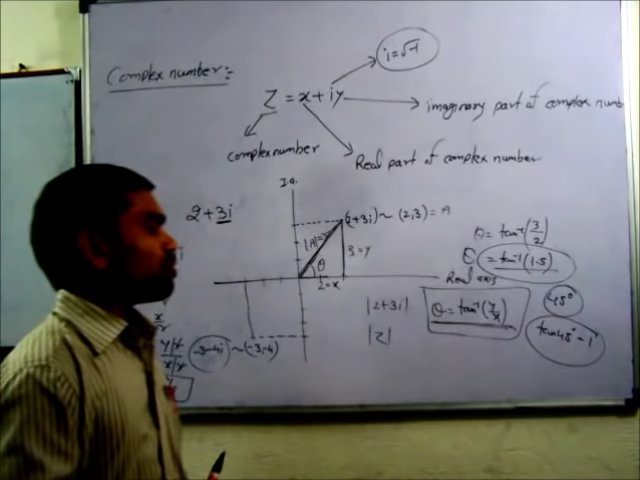 Complex number:=
i=√-1
Z = x+iy
imaginary part of complex numb
complex number
Real part of complex number
2+3i
(2+3i) ~ (2,3) = A
θ
3=y
2=x
Real axis
θ = tan⁻¹(3/2)
θ = tan⁻¹(1.5)
θ = tan⁻¹(y/x)
45°
tan45° = 1
|2+3i|
|z|
-3-4i ~ (-3,-4)